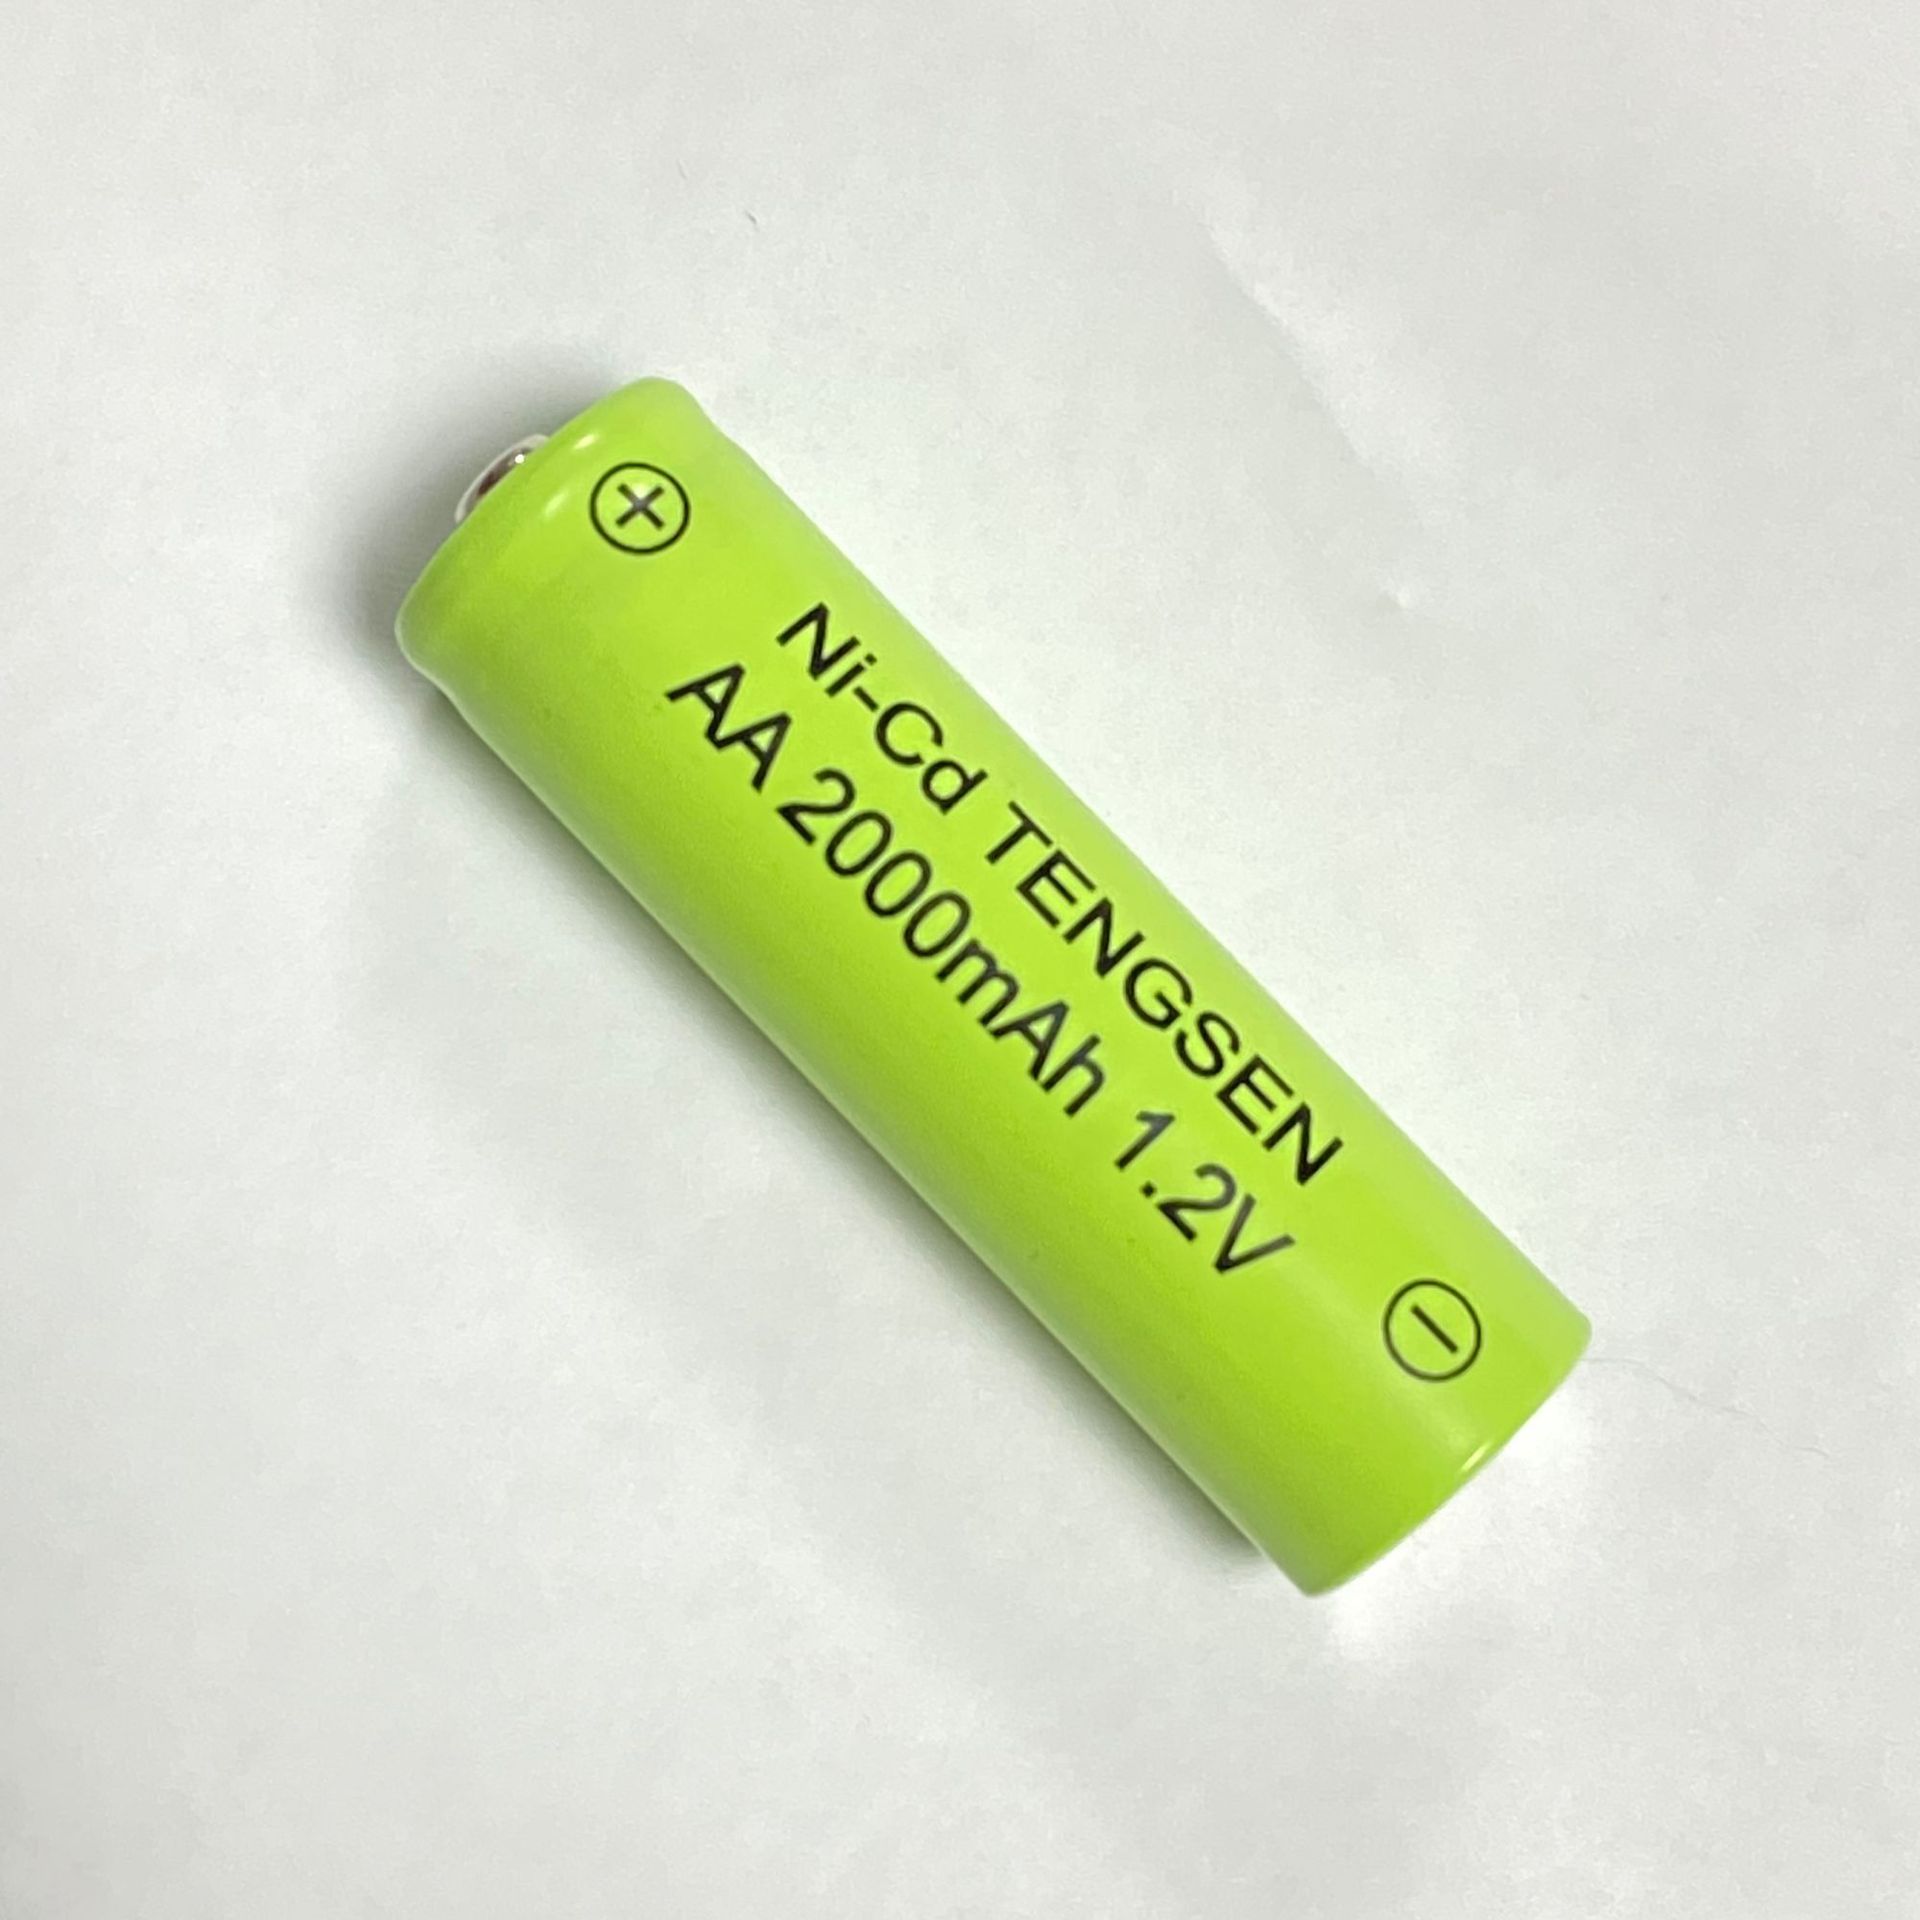 +
Ni-Cd TENGSEN
AA 2000mAh 1.2V
-